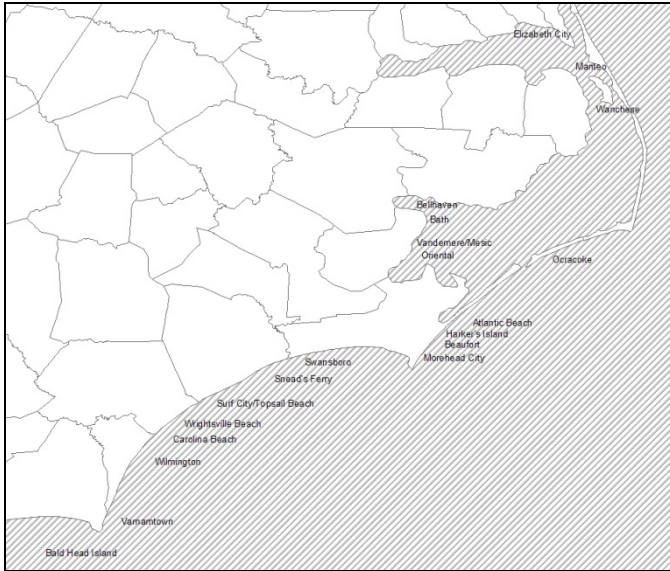 Elizabeth City
Manteo
Wanchese
Bellhaven
Bath
Vandemere/Mesic
Oriental
Ocracoke
Atlantic Beach
Harker's Island
Beaufort
Morehead City
Swansboro
Snead's Ferry
Surf City/Topsail Beach
Wrightsville Beach
Carolina Beach
Wilmington
Varnamtown
Bald Head Island